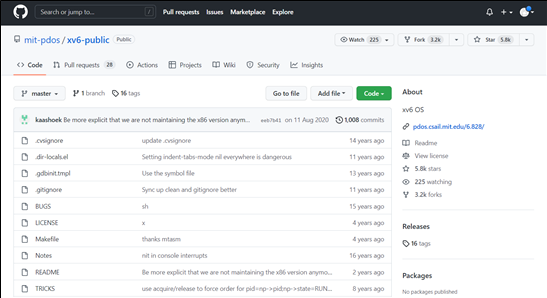 Search or jump to... / Pull requests Issues Marketplace Explore
mit-pdos / xv6-public Public Watch 225 Fork 3.2k Star 5.8k
Code Pull requests 28 Actions Projects Wiki Security Insights
master 1 branch 16 tags Go to file Add file Code
kaashoek Be more explicit that we are not maintaining the x86 version anym... on 11 Aug 2020 1,008 commits
.cvsignore update .cvsignore 14 years ago
.dir-locals.el Setting indent-tabs-mode nil everywhere is dangerous 11 years ago
.gdbinit.tmpl Use the symbol file 11 years ago
.gitignore Sync up clean and gitignore better 11 years ago
BUGS sh 15 years ago
LICENSE x 4 years ago
Makefile thanks mtasm 4 years ago
Notes nit in console interrupts 16 years ago
README Be more explicit that we are not maintaining the x86 version anymo... 2 years ago
TRICKS use acquire/release to force order for pid=np->pid;np->state=RUN... 8 years ago
About
xv6 OS
pdos.csail.mit.edu/6.828/
Readme
View license
5.8k stars
225 watching
3.2k forks
Releases
16 tags
Packages
No packages published